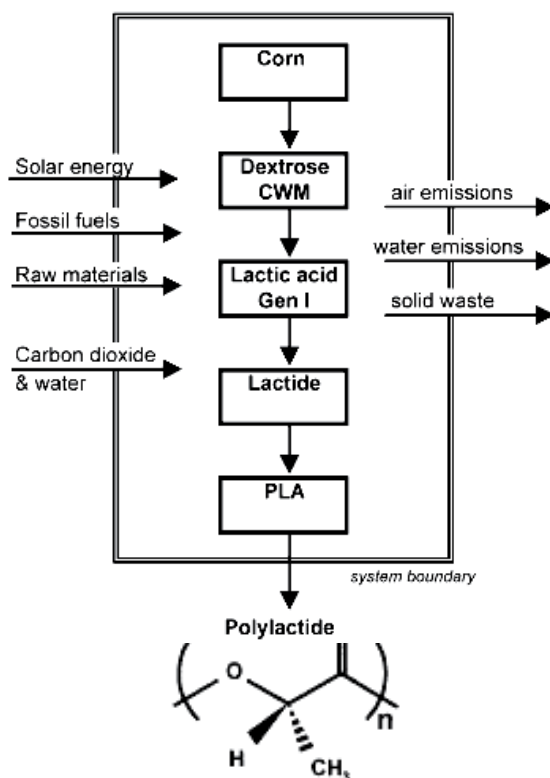 Corn
Solar energy
Dextrose
CWM
air emissions
Fossil fuels
water emissions
Raw materials
Lactic acid
Gen I
solid waste
Carbon dioxide
& water
Lactide
PLA
system boundary
Polylactide
O
n
H
CH₃